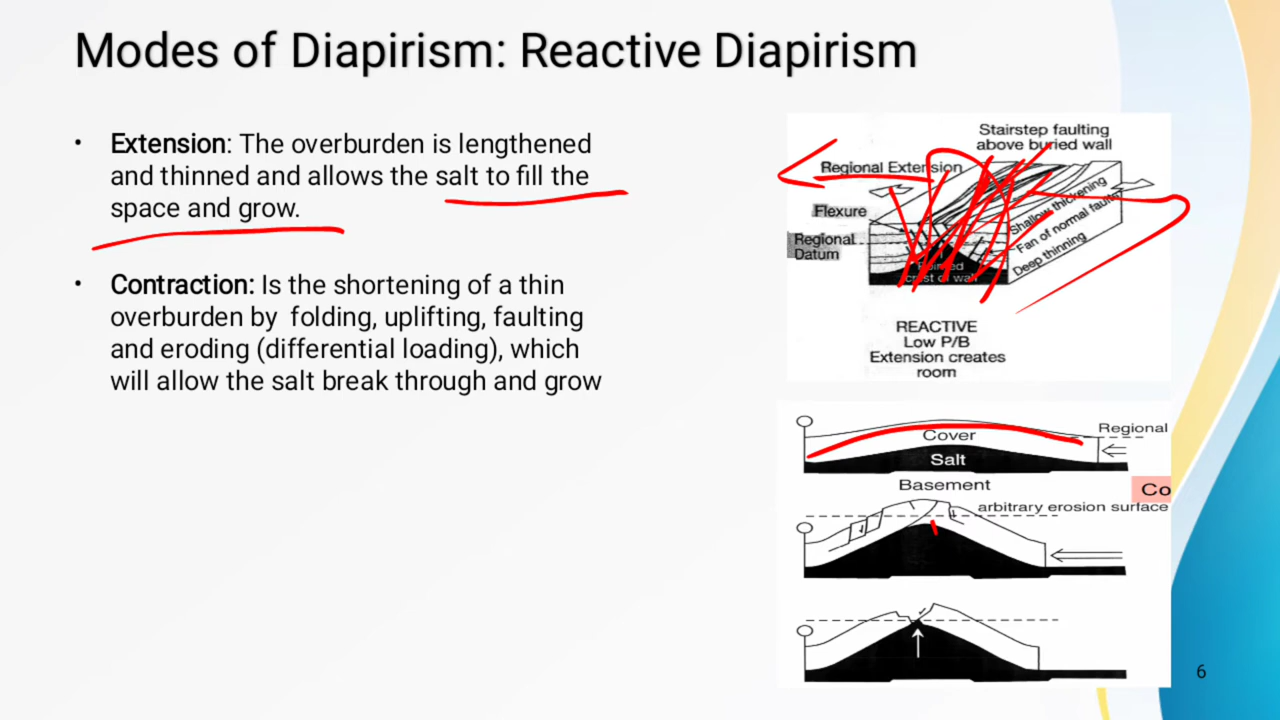 Modes of Diapirism: Reactive Diapirism
• Extension: The overburden is lengthened
and thinned and allows the salt to fill the
space and grow.
• Contraction: Is the shortening of a thin
overburden by folding, uplifting, faulting
and eroding (differential loading), which
will allow the salt break through and grow
Stairstep faulting
above buried wall
Regional Extension
Flexure
Regional
Datum
Shallow thickening
Fan of normal faults
Deep thinning
crest of wall
REACTIVE
Low P/B
Extension creates
room
Regional
Cover
Salt
Basement
Co
arbitrary erosion surface
6